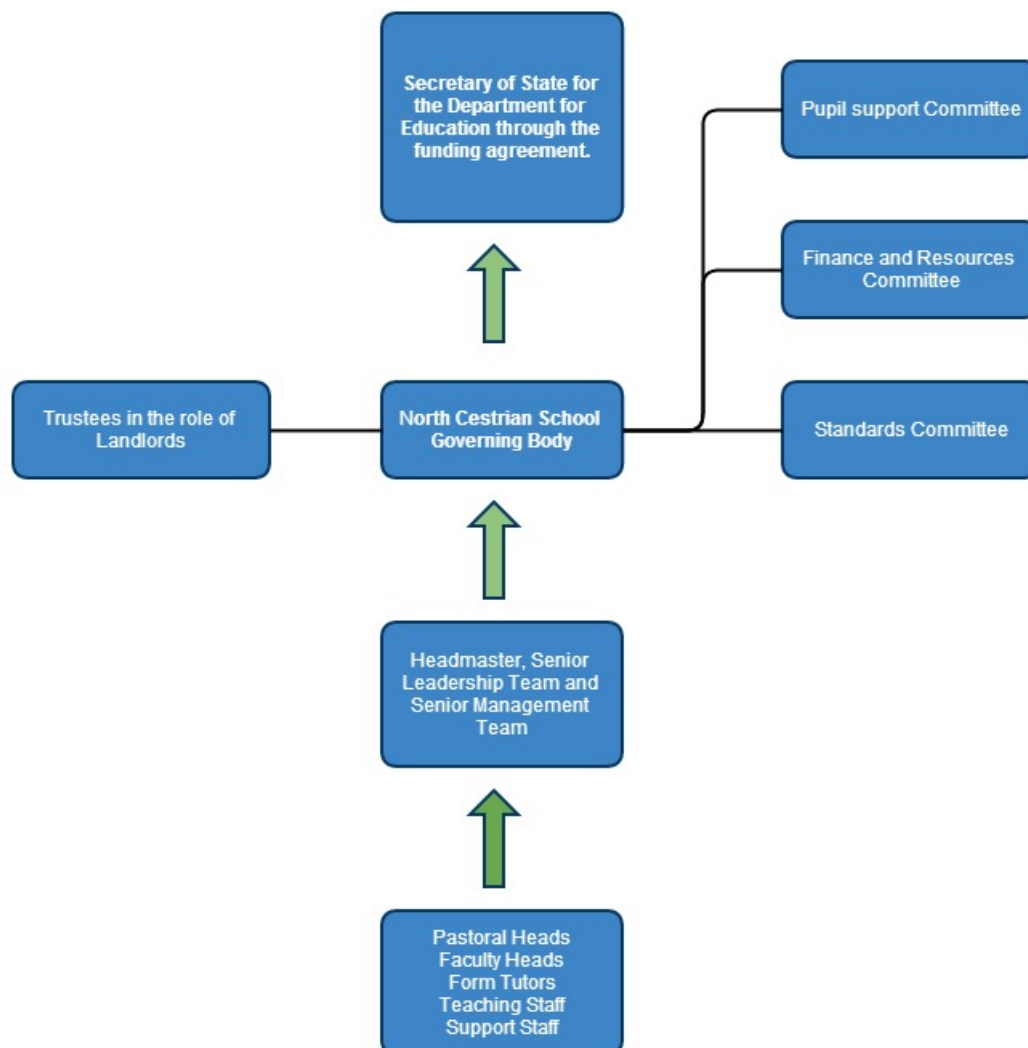 Secretary of State for
the Department for
Education through the
funding agreement.
Pupil support Committee
Finance and Resources
Committee
Trustees in the role of
Landlords
North Cestrian School
Governing Body
Standards Committee
Headmaster, Senior
Leadership Team and
Senior Management
Team
Pastoral Heads
Faculty Heads
Form Tutors
Teaching Staff
Support Staff